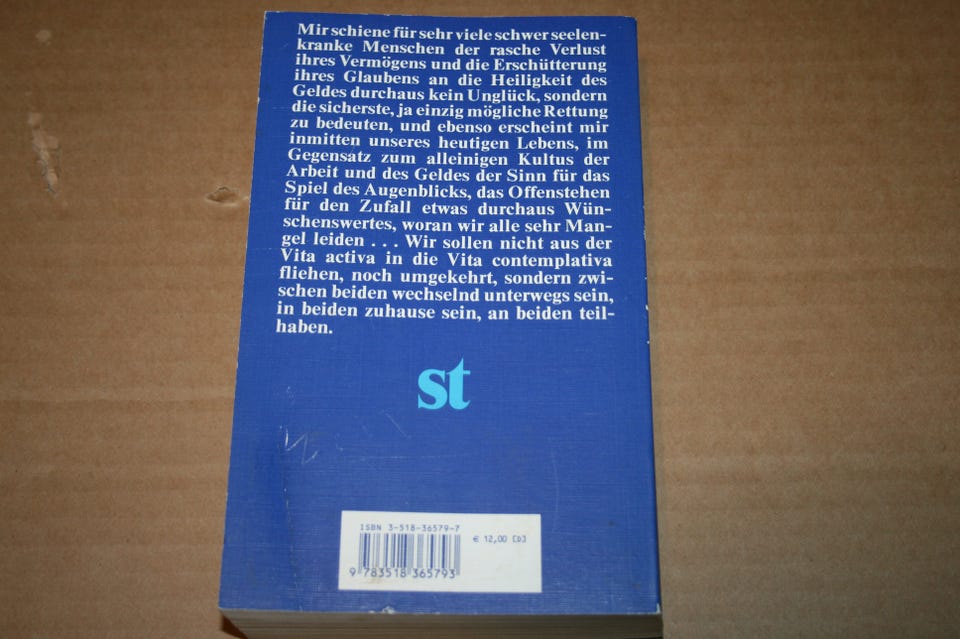 Mir schiene für sehr viele schwer seelen-
kranke Menschen der rasche Verlust
ihres Vermögens und die Erschütterung
ihres Glaubens an die Heiligkeit des
Geldes durchaus kein Unglück, sondern
die sicherste, ja einzig mögliche Rettung
zu bedeuten, und ebenso erscheint mir
inmitten unseres heutigen Lebens, im
Gegensatz zum alleinigen Kultus der
Arbeit und des Geldes der Sinn für das
Spiel des Augenblicks, das Offenstehen
für den Zufall etwas durchaus Wün-
schenswertes, woran wir alle sehr Man-
gel leiden . . . Wir sollen nicht aus der
Vita activa in die Vita contemplativa
fliehen, noch umgekehrt, sondern zwi-
schen beiden wechselnd unterwegs sein,
in beiden zuhause sein, an beiden teil-
haben.
st
ISBN 3-518-36579-7
€ 12,00 [D]
9 783518 365793